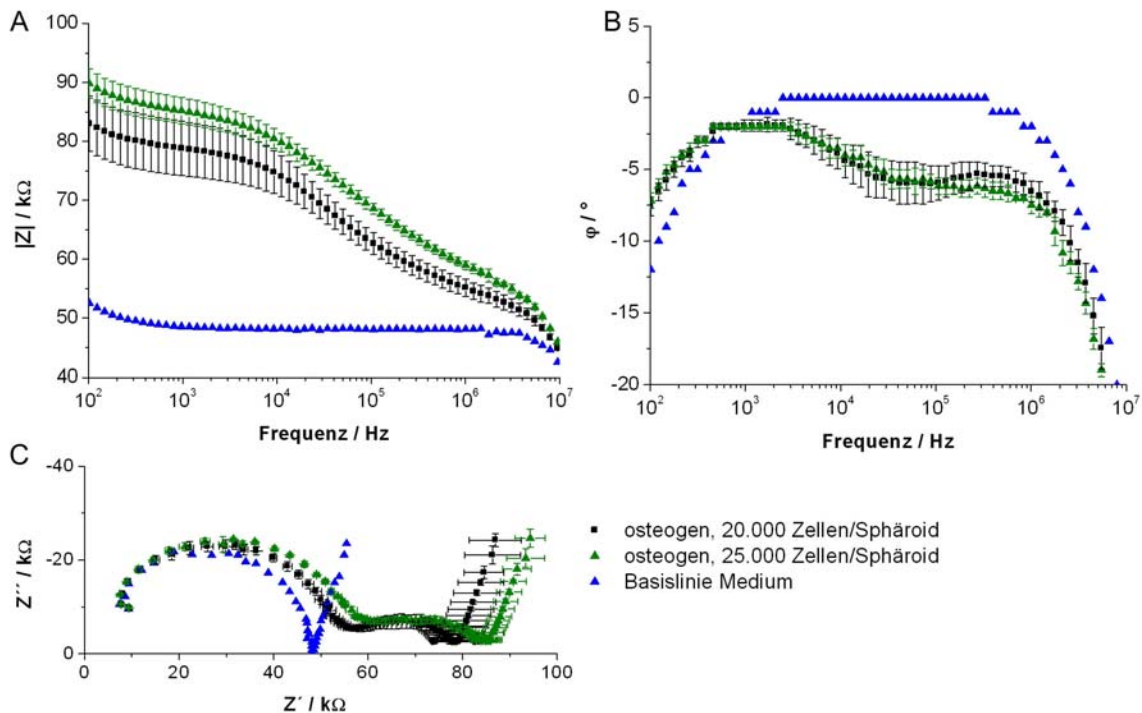 A
100
90
80
70
60
50
40
|Z| / kΩ
10² 10³ 10⁴ 10⁵ 10⁶ 10⁷
Frequenz / Hz
B
5
0
-5
-10
-15
-20
φ / °
10² 10³ 10⁴ 10⁵ 10⁶ 10⁷
Frequenz / Hz
C
-40
-20
0
Z´´ / kΩ
0 20 40 60 80 100
Z´ / kΩ
osteogen, 20.000 Zellen/Sphäroid
osteogen, 25.000 Zellen/Sphäroid
Basislinie Medium